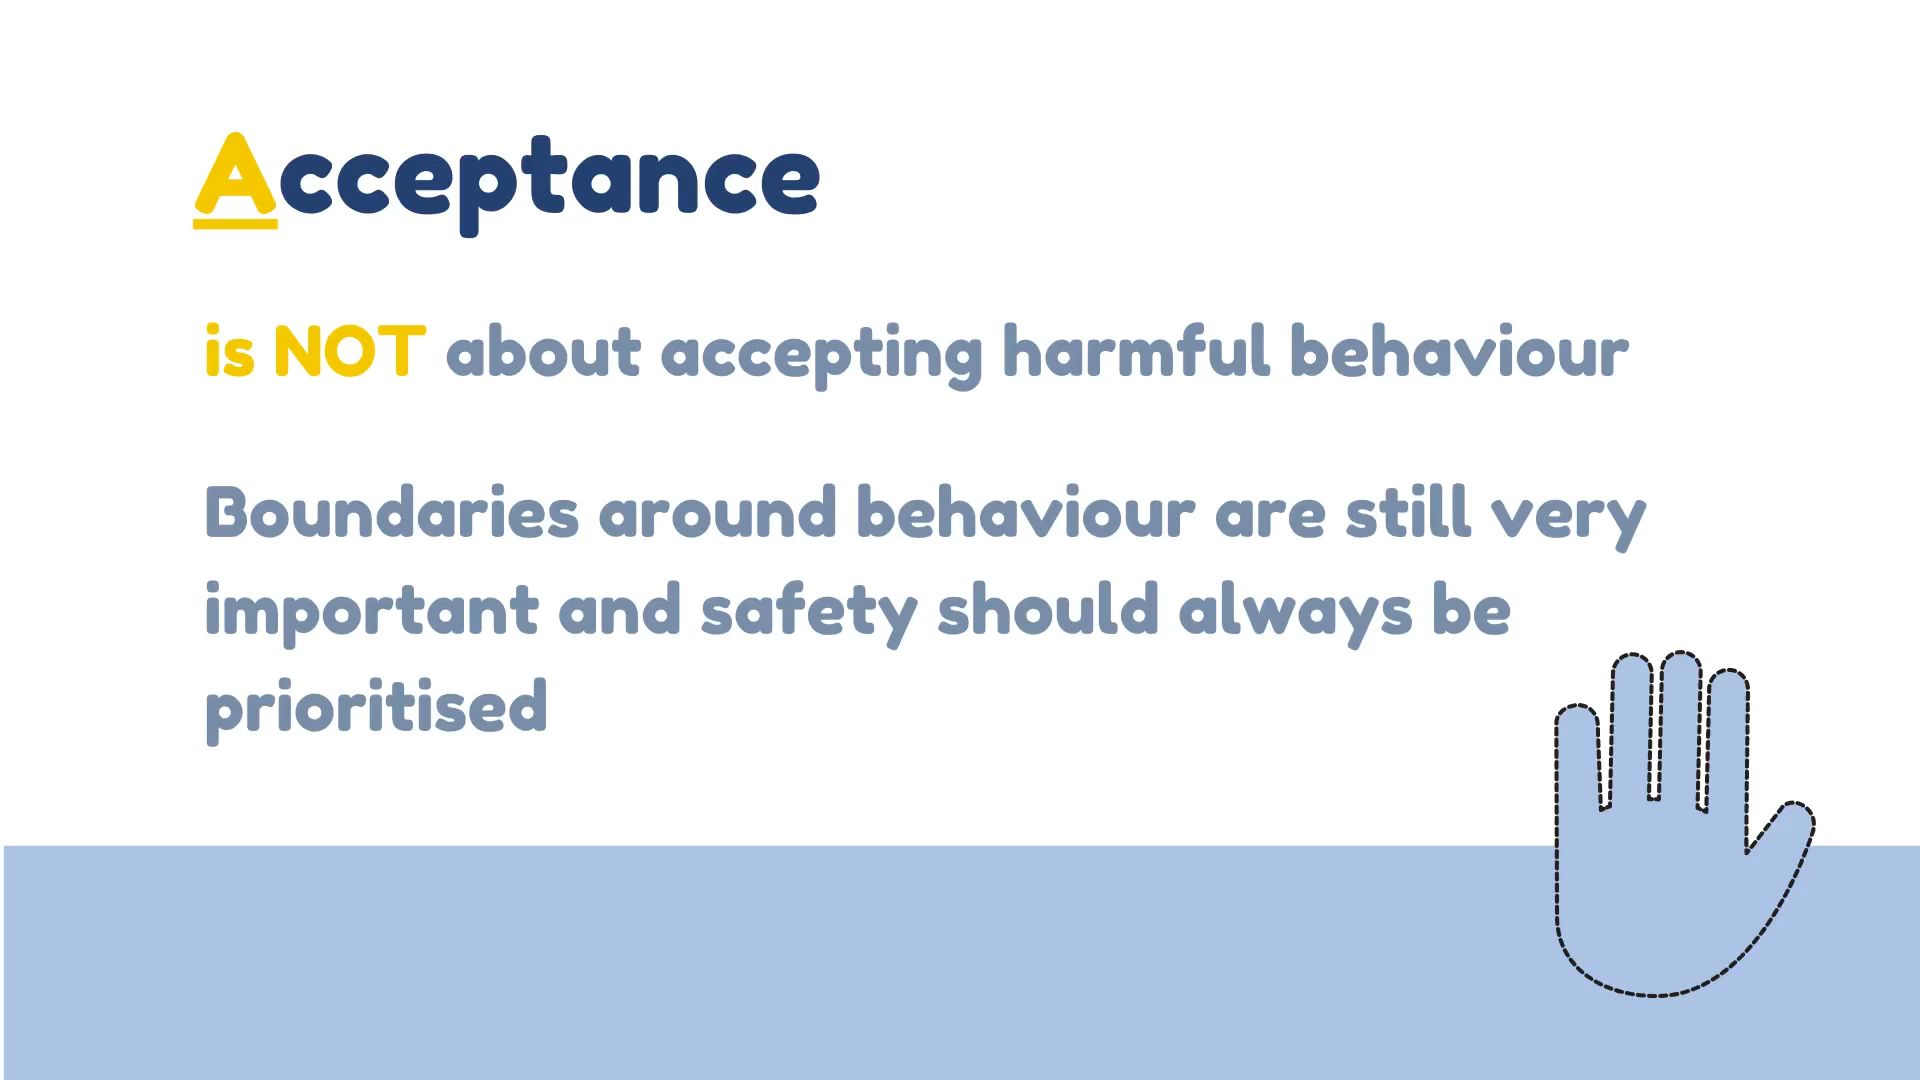 Acceptance
is NOT about accepting harmful behaviour
Boundaries around behaviour are still very
important and safety should always be
prioritised